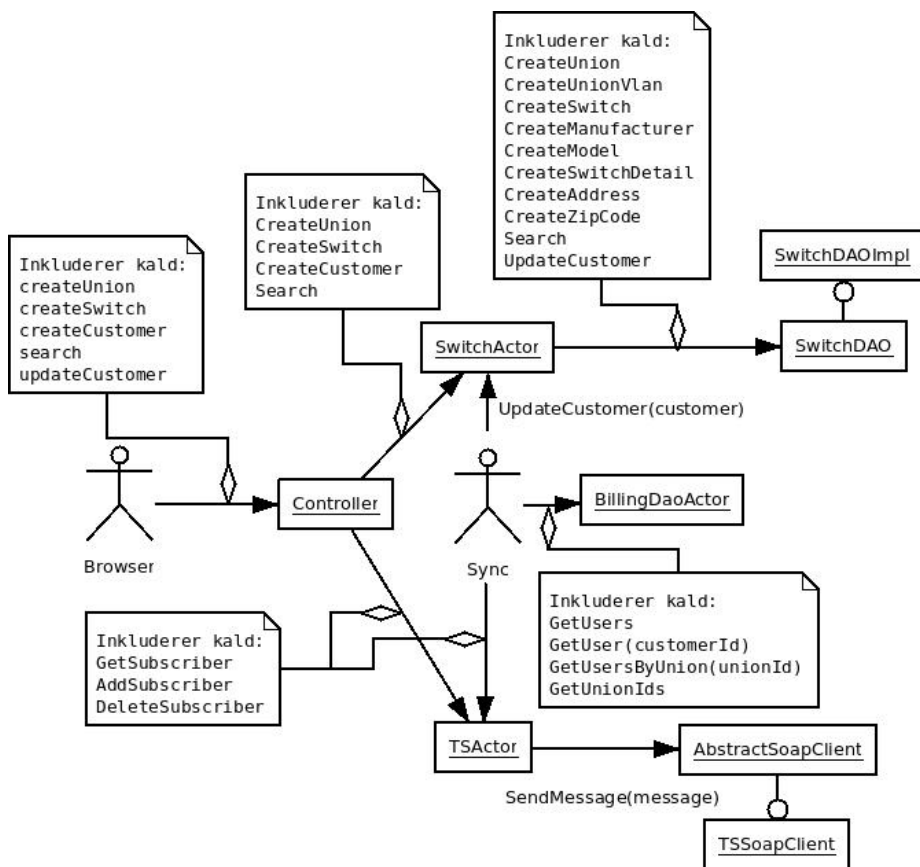 Inkluderer kald:
CreateUnion
CreateUnionVlan
CreateSwitch
CreateManufacturer
CreateModel
CreateSwitchDetail
CreateAddress
CreateZipCode
Search
UpdateCustomer
Inkluderer kald:
CreateUnion
CreateSwitch
CreateCustomer
Search
Inkluderer kald:
createUnion
createSwitch
createCustomer
search
updateCustomer
SwitchDAOImpl
SwitchActor
SwitchDAO
UpdateCustomer(customer)
Controller
BillingDaoActor
Browser
Sync
Inkluderer kald:
GetUsers
GetUser(customerId)
GetUsersByUnion(unionId)
GetUnionIds
Inkluderer kald:
GetSubscriber
AddSubscriber
DeleteSubscriber
TSActor
AbstractSoapClient
SendMessage(message)
TSSoapClient